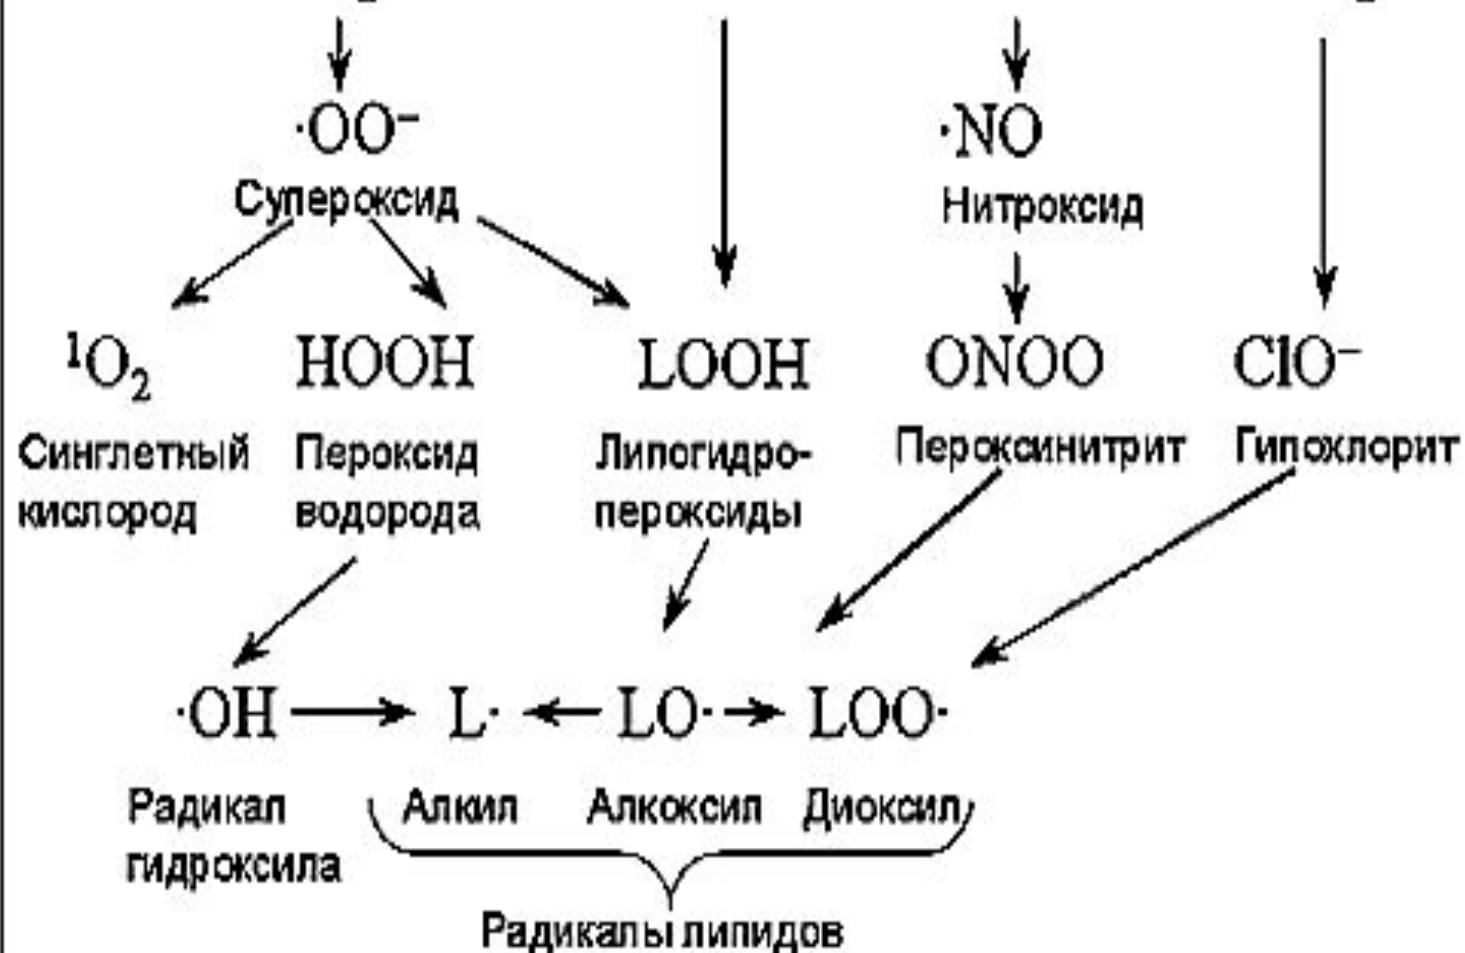 ·OO⁻
·NO
Супероксид
Нитроксид
¹O₂
HOOH
LOOH
ONOO
ClO⁻
Синглетный
кислород
Пероксид
водорода
Липогидро-
пероксиды
Пероксинитрит
Гипохлорит
·OH
L·
LO·
LOO·
Радикал
гидроксила
Алкил
Алкоксил
Диоксил
Радикалы липидов